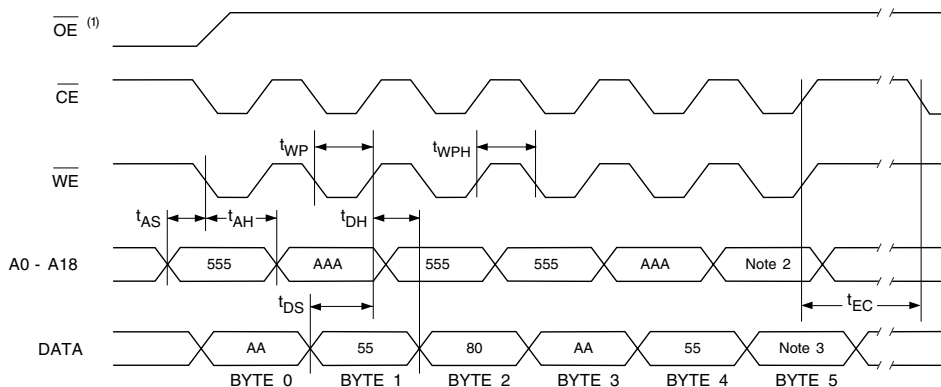 OE (1)
CE
tWP tWPH
WE
tAS tAH tDH
A0 - A18 555 AAA 555 555 AAA Note 2
tDS tEC
DATA AA 55 80 AA 55 Note 3
BYTE 0 BYTE 1 BYTE 2 BYTE 3 BYTE 4 BYTE 5